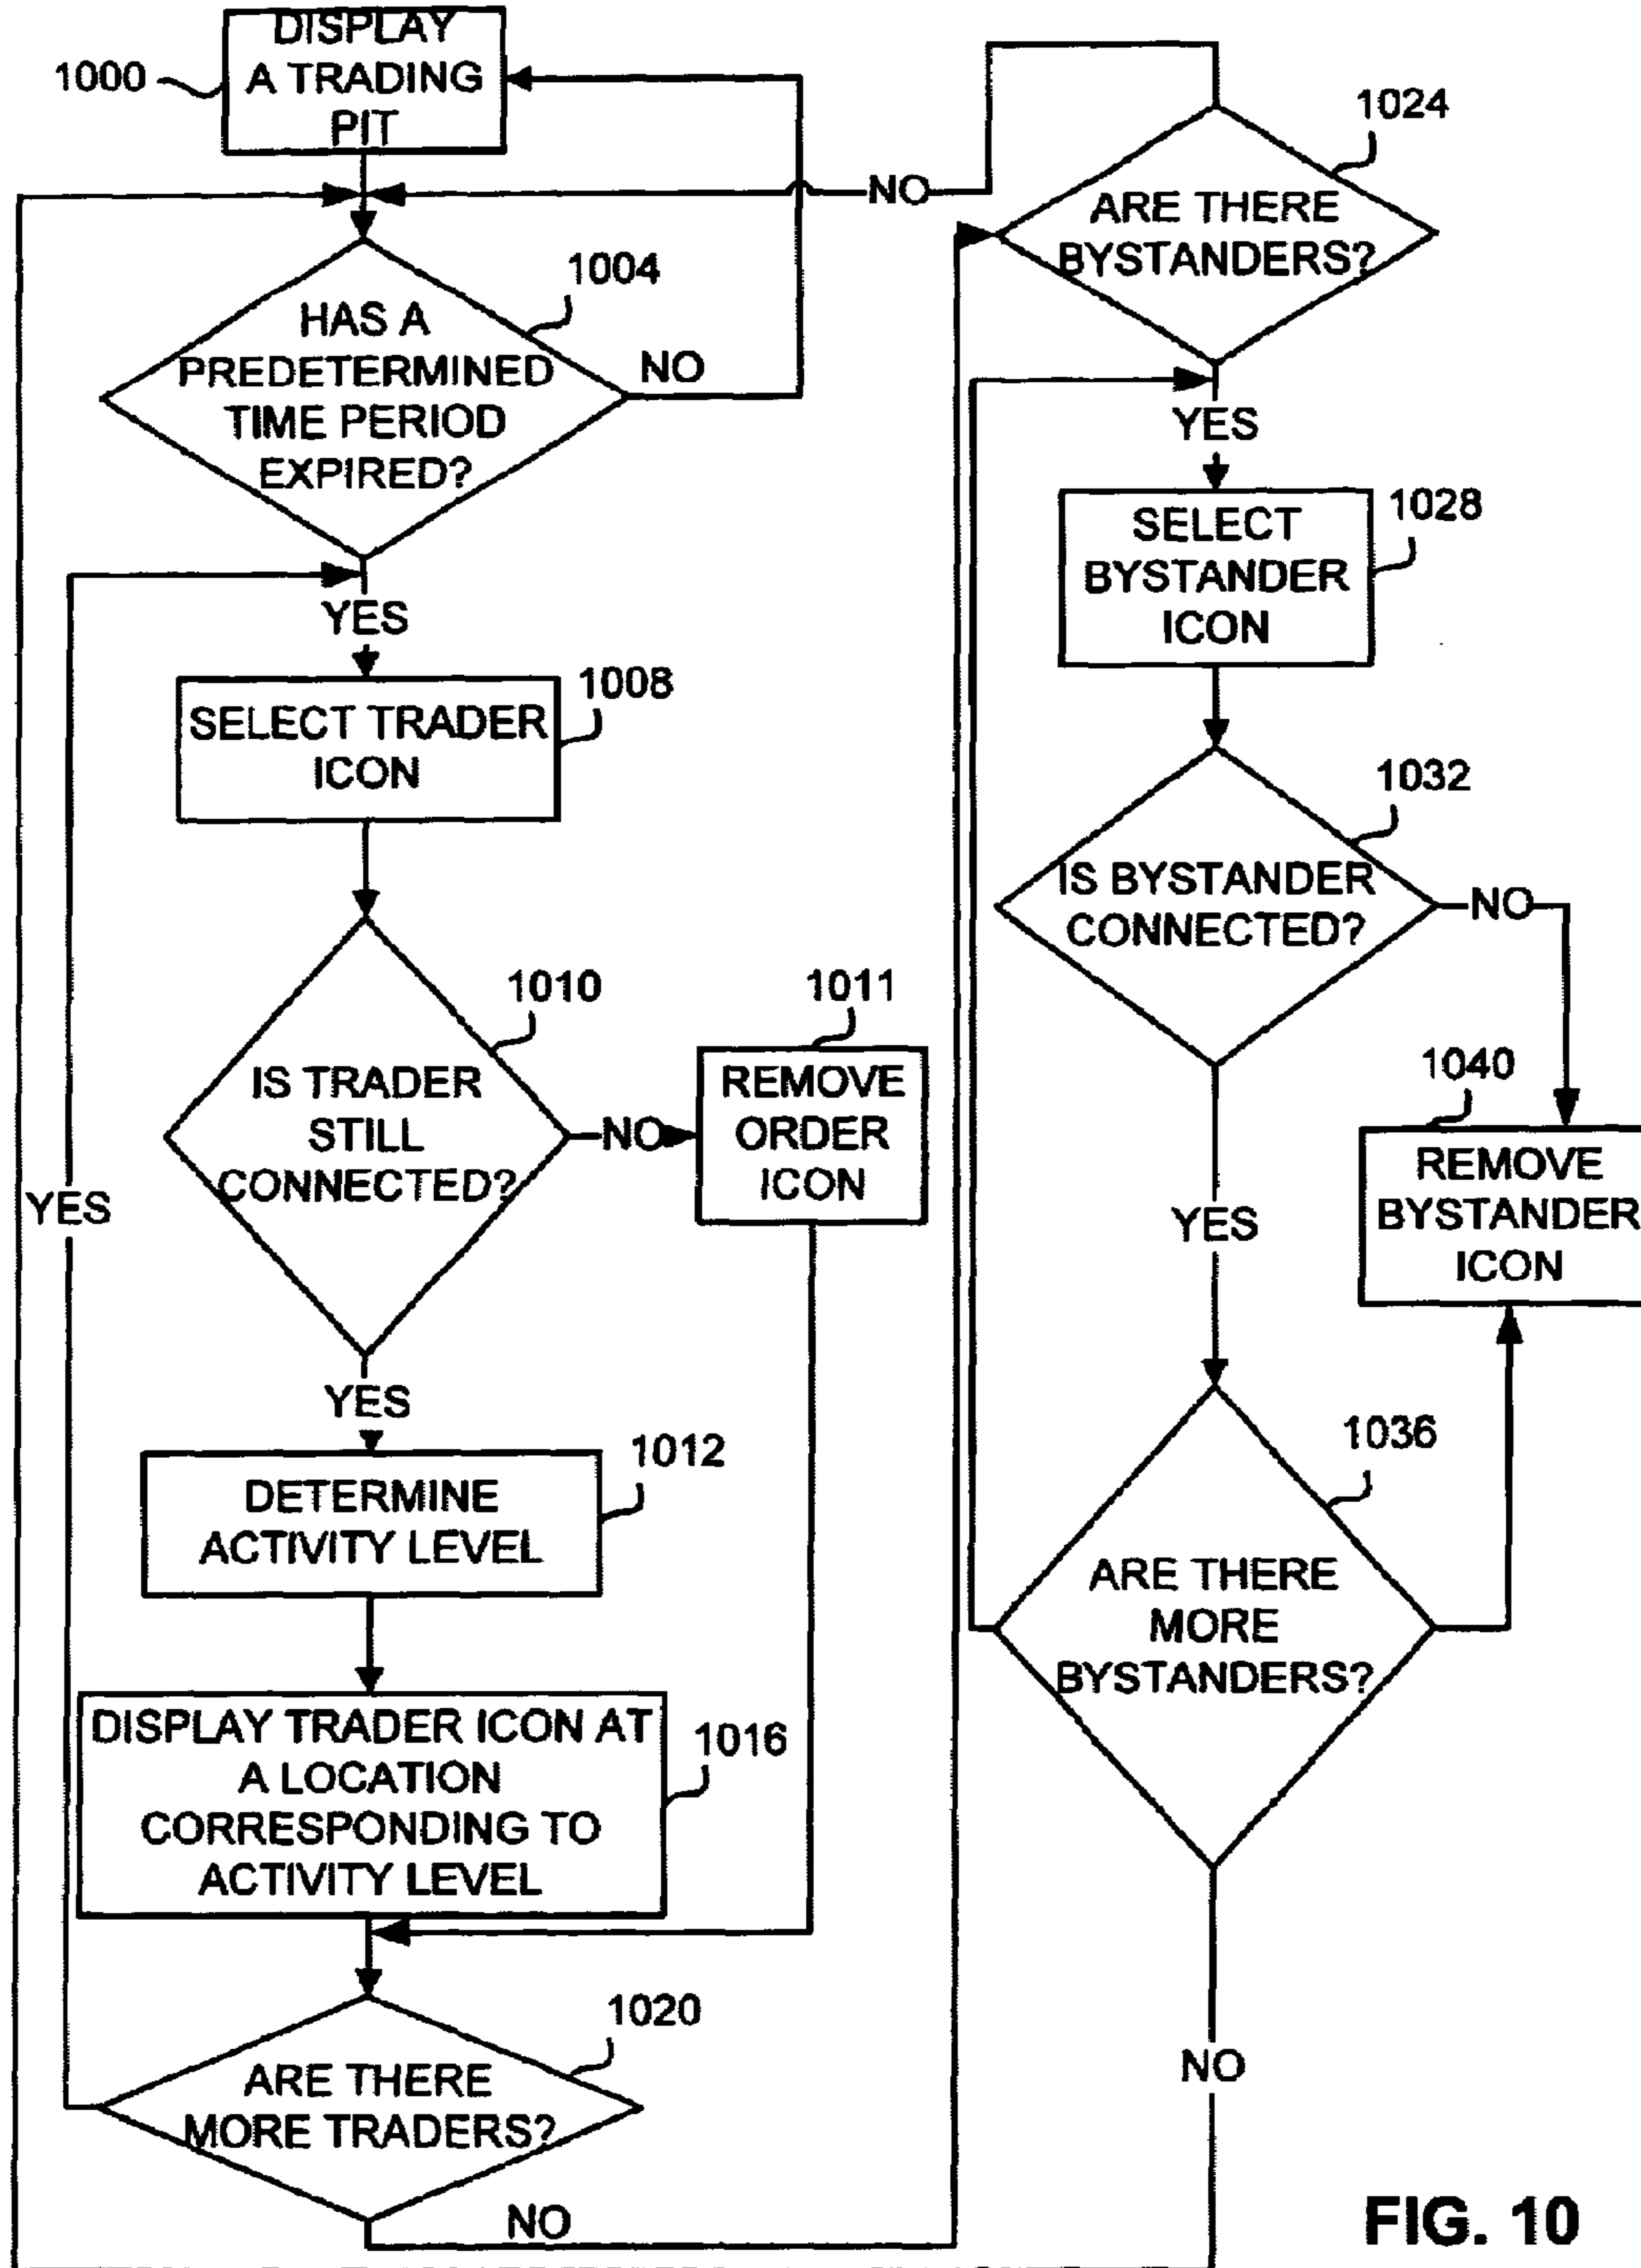 DISPLAY
A TRADING
PIT
1000
HAS A
PREDETERMINED
TIME PERIOD
EXPIRED?
1004
NO
YES
SELECT TRADER
ICON
1008
IS TRADER
STILL
CONNECTED?
1010
NO
REMOVE
ORDER
ICON
1011
YES
DETERMINE
ACTIVITY LEVEL
1012
DISPLAY TRADER ICON AT
A LOCATION
CORRESPONDING TO
ACTIVITY LEVEL
1016
ARE THERE
MORE TRADERS?
1020
YES
NO
ARE THERE
BYSTANDERS?
1024
NO
YES
SELECT
BYSTANDER
ICON
1028
IS BYSTANDER
CONNECTED?
1032
NO
YES
REMOVE
BYSTANDER
ICON
1040
ARE THERE
MORE
BYSTANDERS?
1036
NO
FIG. 10